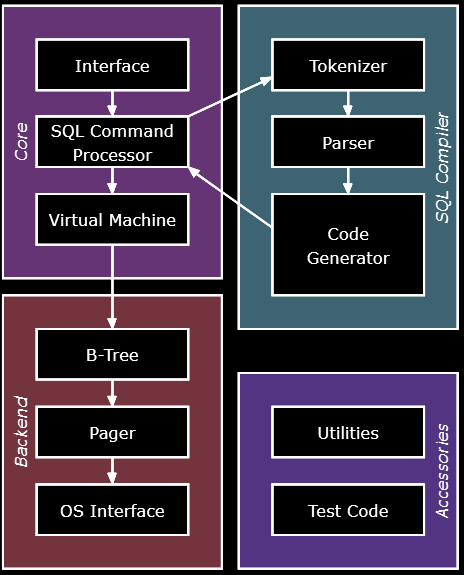 Core
Interface
SQL Command
Processor
Virtual Machine
SQL Compiler
Tokenizer
Parser
Code
Generator
Backend
B-Tree
Pager
OS Interface
Accessories
Utilities
Test Code